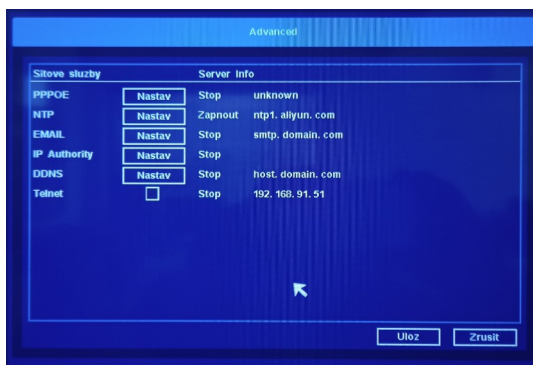 Advanced
Sitove sluzby Server Info
PPPOE Nastav Stop unknown
NTP Nastav Zapnout ntp1. aliyun. com
EMAIL Nastav Stop smtp. domain. com
IP Authority Nastav Stop
DDNS Nastav Stop host. domain. com
Telnet Stop 192. 168. 91. 51
Uloz Zrusit